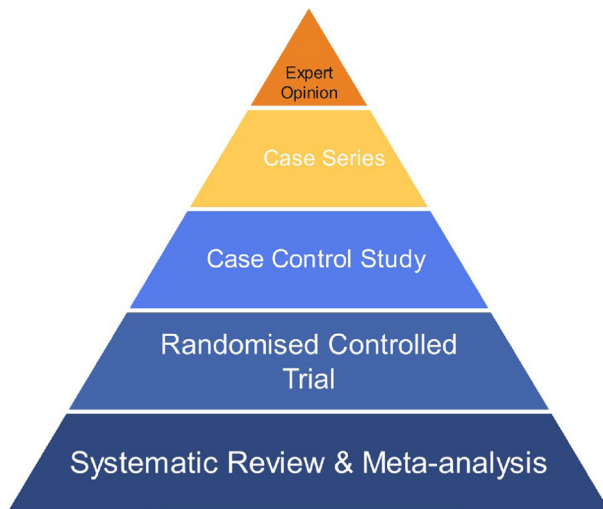 Expert
Opinion
Case Series
Case Control Study
Randomised Controlled
Trial
Systematic Review & Meta-analysis